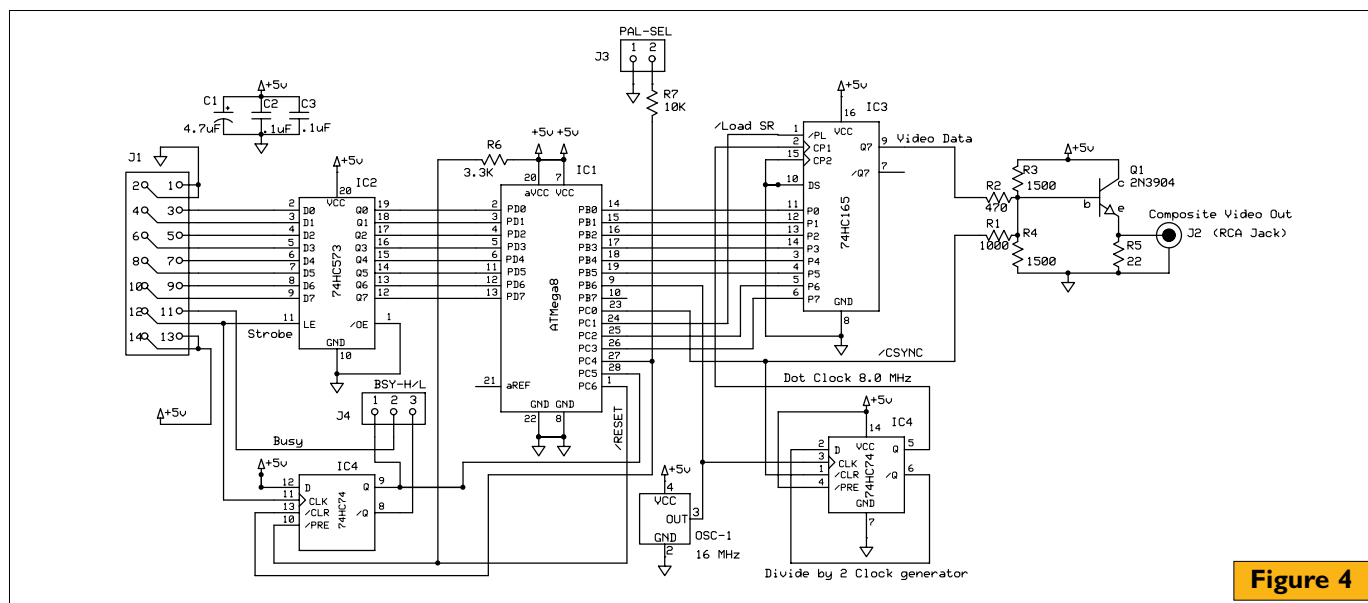 PAL-SEL
1 2
J3
R7
10K
+5v
C1
+
C2
C3
4.7uF
.1uF
.1uF
J1
2 1
4 3
6 5
8 7
10 9
12 11
14 13
+5v
+5v
IC2
20
VCC
2 D0 Q0 19
3 D1 Q1 18
4 D2 Q2 17
5 D3 Q3 16
6 D4 Q4 15
7 D5 Q5 14
8 D6 Q6 13
9 D7 Q7 12
11 LE /OE 1
74HC573
GND
10
Strobe
R6
3.3K
+5v +5v
IC1
20 7
aVCC VCC
2 PD0 PB0 14
3 PD1 PB1 15
4 PD2 PB2 16
5 PD3 PB3 17
6 PD4 PB4 18
11 PD5 PB5 19
12 PD6 PB6 9
13 PD7 PB7 10
PC0 23
PC1 24
PC2 25
PC3 26
PC4 27
PC5 28
21 aREF PC6 1
ATMega8
GND GND
22 8
/RESET
+5v
IC3
16
VCC
/Load SR
1 /PL
2 CP1 Q7 9
15 CP2
/Q7 7
10 DS
11 P0
12 P1
13 P2
14 P3
3 P4
4 P5
5 P6
6 P7
74HC165
GND
8
Video Data
/CSYNC
R2
470
R1
1000
R3
1500
R4
1500
+5v
Q1
2N3904
c
b
e
R5
22
Composite Video Out
J2 (RCA Jack)
BSY-H/L
1 2 3
J4
Busy
+5v
IC4
12 D Q 9
11 CLK
13 /CLR /Q 8
10 /PRE
74HC74
+5v
4
VCC
OUT 3
GND
2
OSC-1
16 MHz
Dot Clock 8.0 MHz
+5v
IC4
14
VCC
2 D Q 5
3 CLK
1 /CLR /Q 6
4 /PRE
74HC74
GND
7
Divide by 2 Clock generator
Figure 4